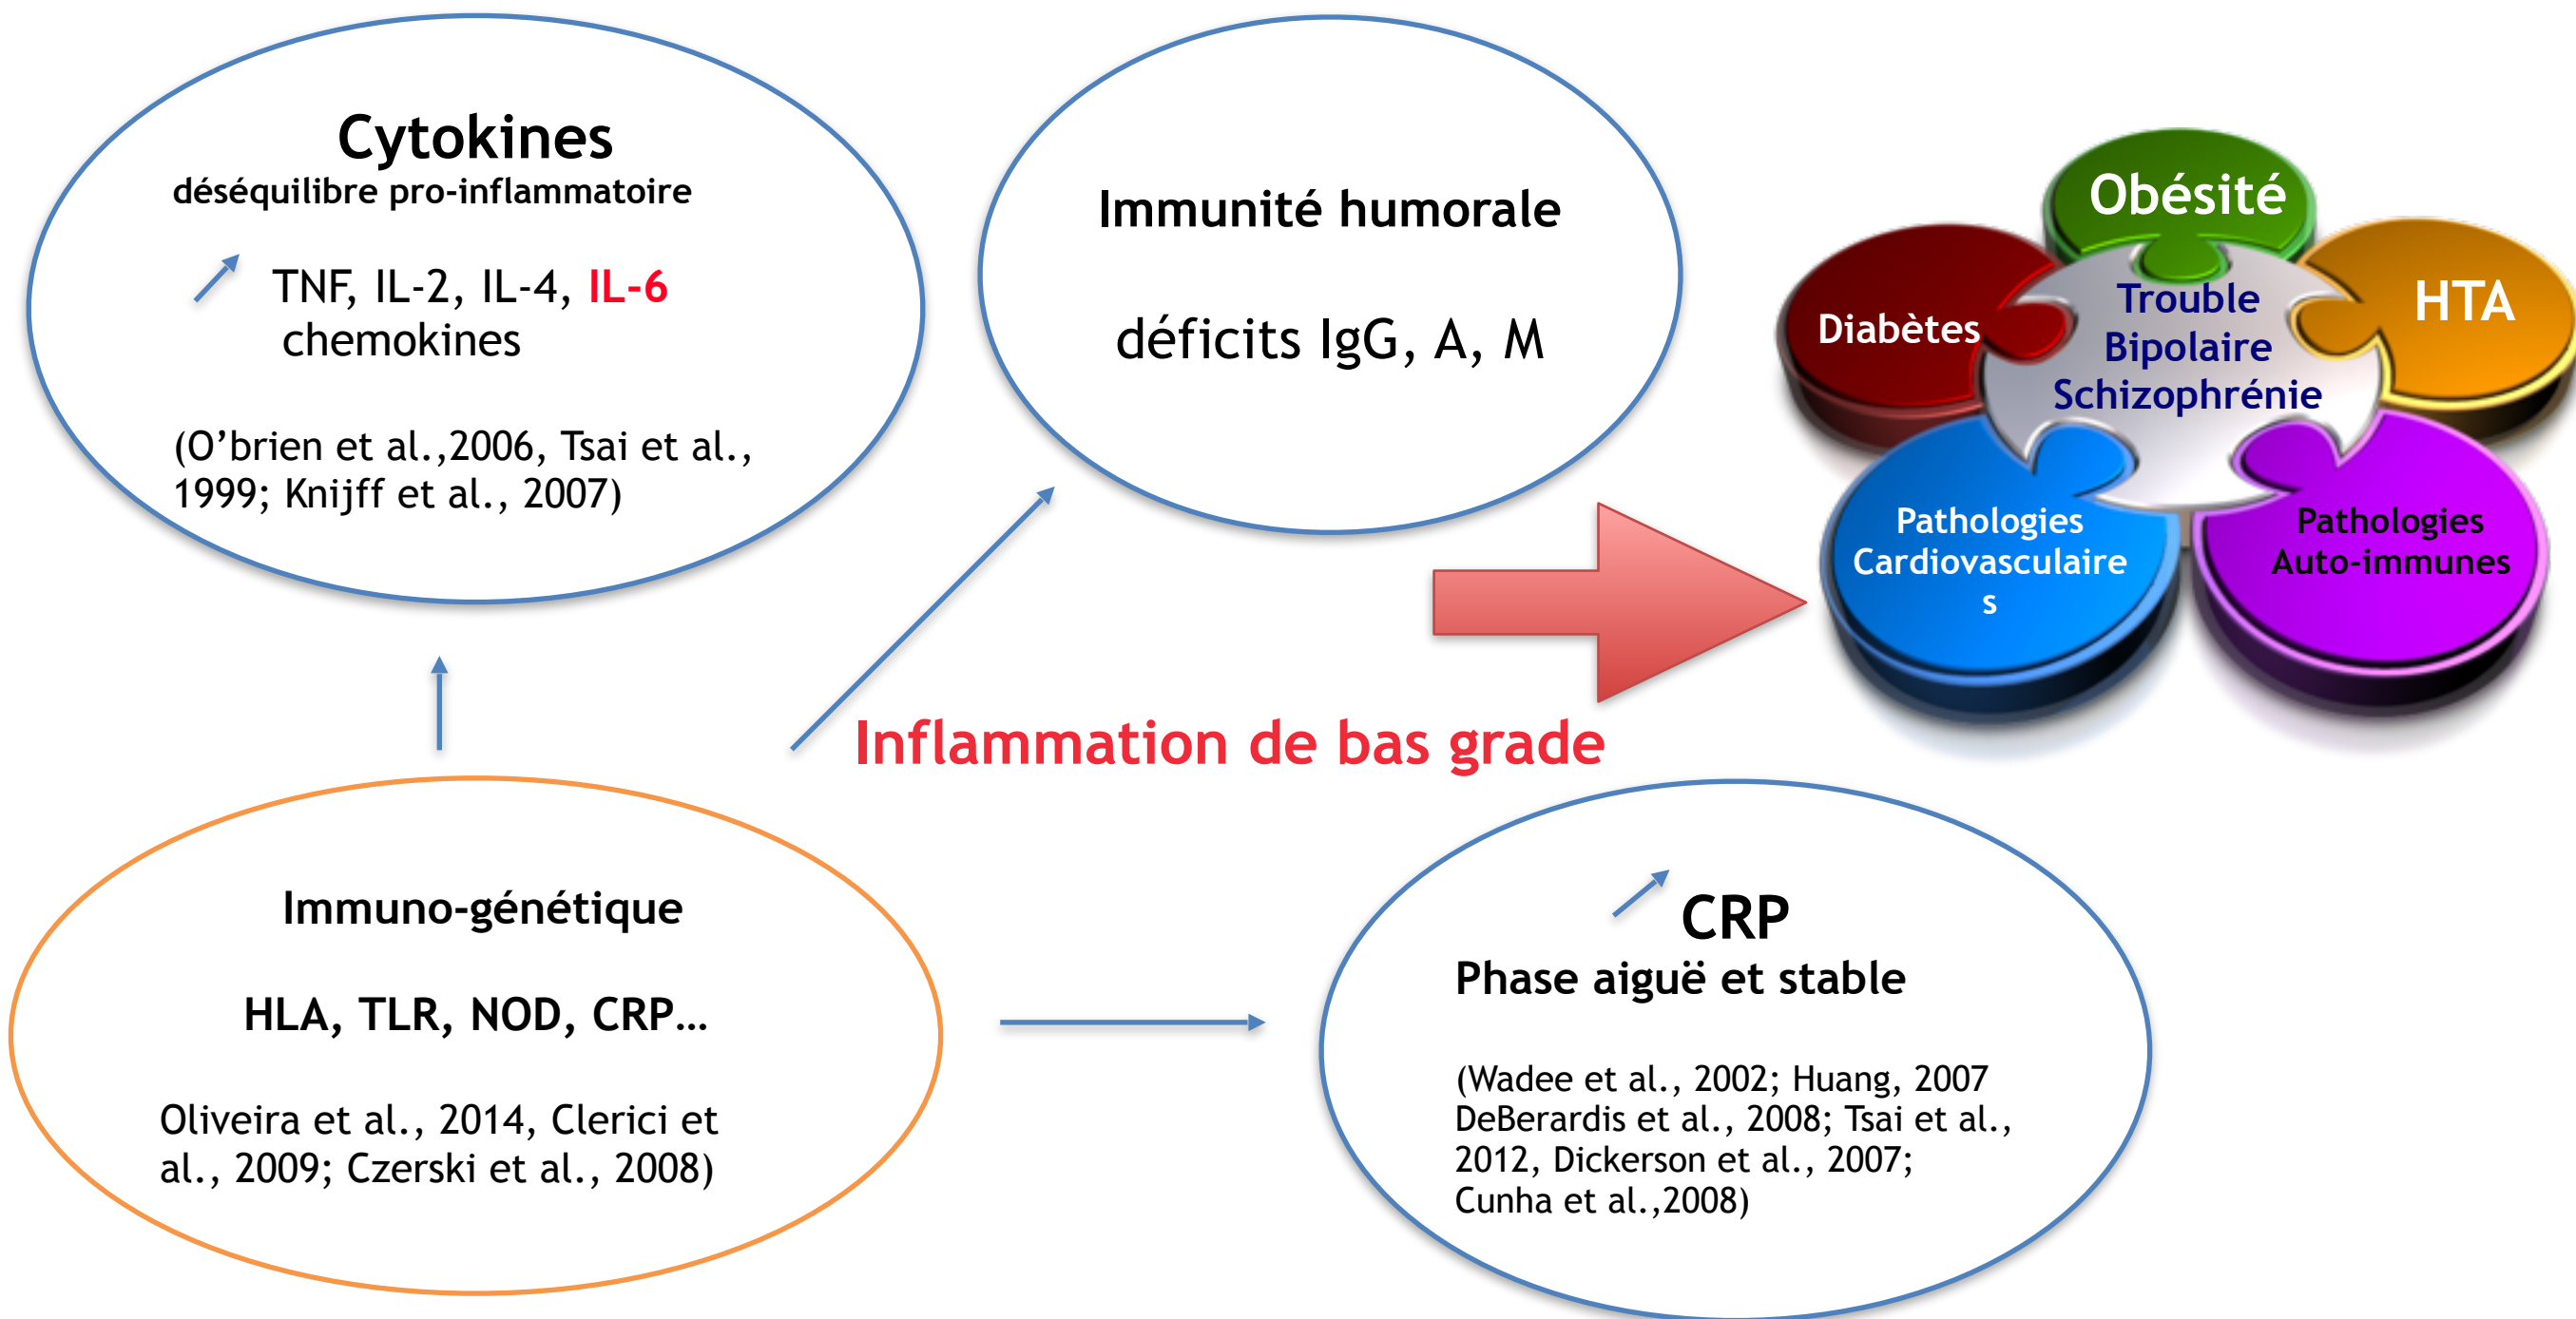 Cytokines
déséquilibre pro-inflammatoire
TNF, IL-2, IL-4, IL-6
chemokines
(O’brien et al.,2006, Tsai et al.,
1999; Knijff et al., 2007)
Immunité humorale
déficits IgG, A, M
Obésité
Diabètes
HTA
Trouble
Bipolaire
Schizophrénie
Pathologies
Cardiovasculaire
s
Pathologies
Auto-immunes
Inflammation de bas grade
Immuno-génétique
HLA, TLR, NOD, CRP…
Oliveira et al., 2014, Clerici et
al., 2009; Czerski et al., 2008)
CRP
Phase aiguë et stable
(Wadee et al., 2002; Huang, 2007
DeBerardis et al., 2008; Tsai et al.,
2012, Dickerson et al., 2007;
Cunha et al.,2008)